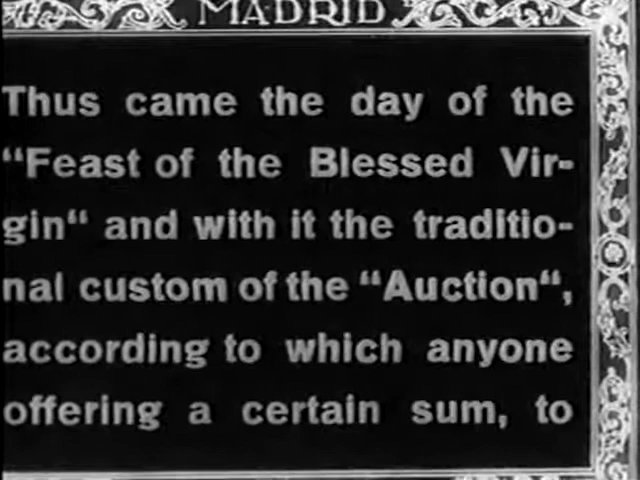 MADRID
Thus came the day of the
“Feast of the Blessed Vir-
gin“ and with it the traditio-
nal custom of the “Auction“,
according to which anyone
offering a certain sum, to